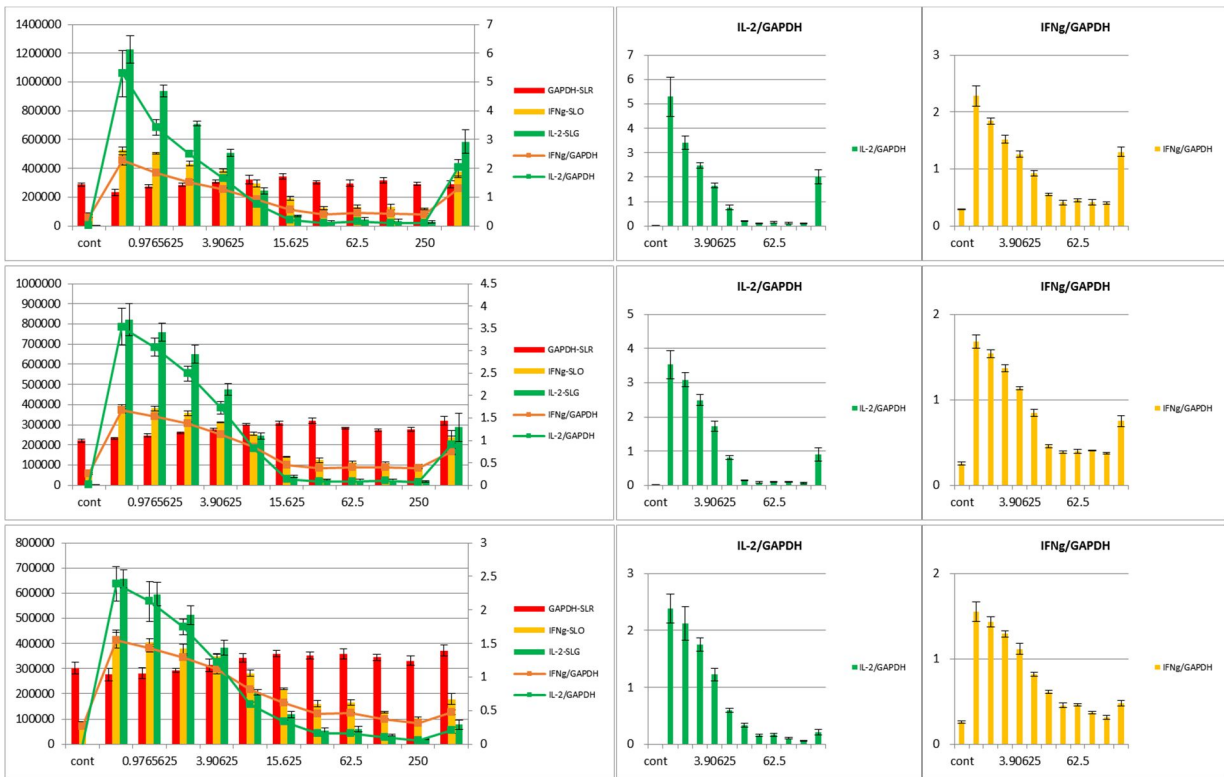 IL-2/GAPDH
IFNg/GAPDH
1400000
1200000
1000000
800000
600000
400000
200000
0
7
6
5
4
3
2
1
0
cont 0.9765625 3.90625 15.625 62.5 250
GAPDH-SLR
IFNg-SLO
IL-2-SLG
IFNg/GAPDH
IL-2/GAPDH
7
6
5
4
3
2
1
0
cont 3.90625 62.5
IL-2/GAPDH
3
2
1
0
cont 3.90625 62.5
IFNg/GAPDH
IL-2/GAPDH
IFNg/GAPDH
1000000
900000
800000
700000
600000
500000
400000
300000
200000
100000
0
4.5
4
3.5
3
2.5
2
1.5
1
0.5
0
cont 0.9765625 3.90625 15.625 62.5 250
GAPDH-SLR
IFNg-SLO
IL-2-SLG
IFNg/GAPDH
IL-2/GAPDH
5
4
3
2
1
0
cont 3.90625 62.5
IL-2/GAPDH
2
1
0
cont 3.90625 62.5
IFNg/GAPDH
IL-2/GAPDH
IFNg/GAPDH
800000
700000
600000
500000
400000
300000
200000
100000
0
3
2.5
2
1.5
1
0.5
0
cont 0.9765625 3.90625 15.625 62.5 250
GAPDH-SLR
IFNg-SLO
IL-2-SLG
IFNg/GAPDH
IL-2/GAPDH
3
2
1
0
cont 3.90625 62.5
IL-2/GAPDH
2
1
0
cont 3.90625 62.5
IFNg/GAPDH